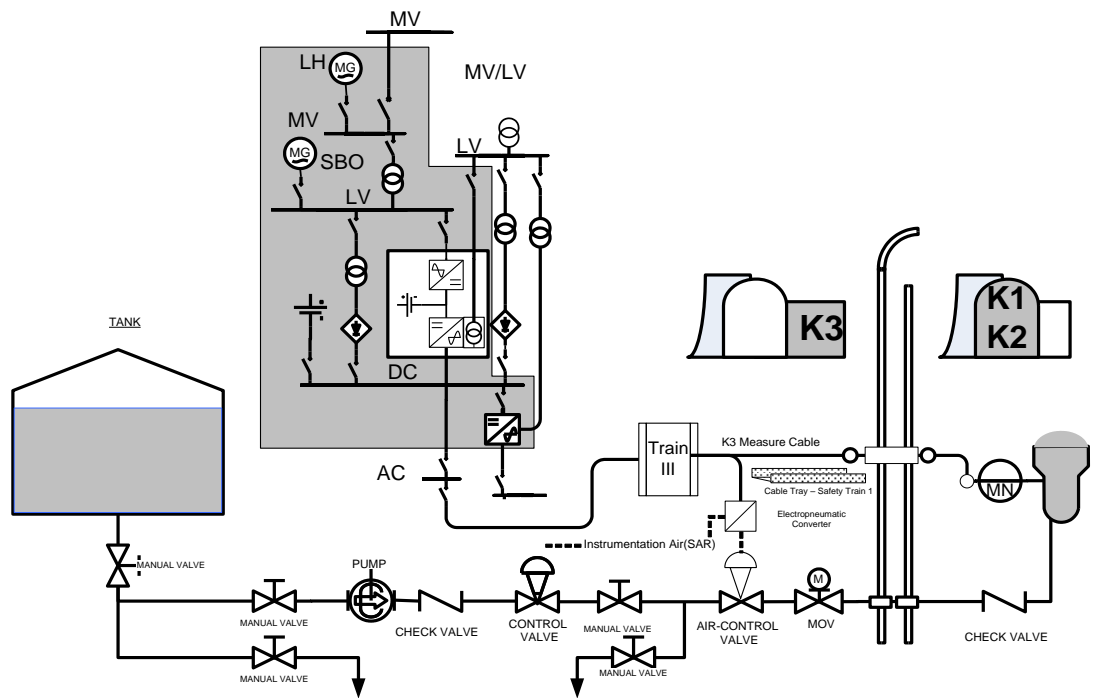 MV
LH
MG
MV/LV
MV
MG
SBO
LV
LV
DC
TANK
K3
K1
K2
AC
Train
III
K3 Measure Cable
MN
Cable Tray – Safety Train 1
Electropneumatic
Converter
Instrumentation Air(SAR)
MANUAL VALVE
PUMP
M
MANUAL VALVE
CHECK VALVE
CONTROL
VALVE
MANUAL VALVE
AIR-CONTROL
VALVE
MOV
CHECK VALVE
MANUAL VALVE
MANUAL VALVE